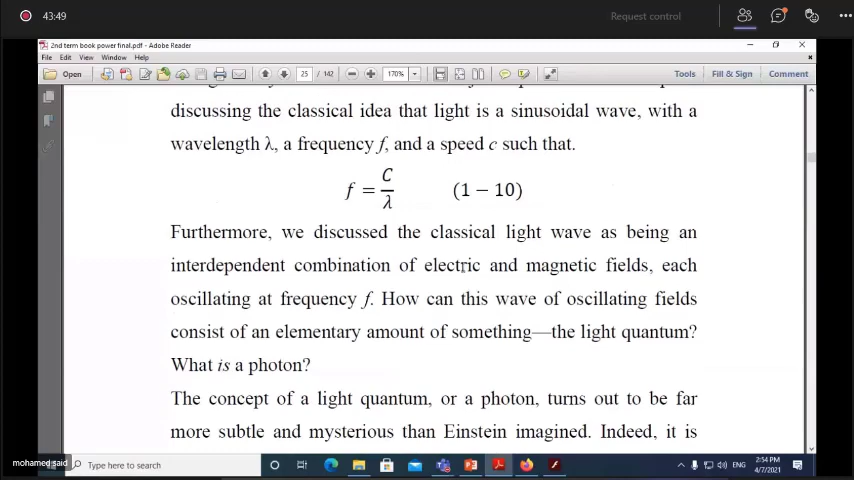 43:49
Request control
2nd term book power final.pdf - Adobe Reader
File Edit View Window Help
Open 25 / 142 170% Tools Fill & Sign Comment
discussing the classical idea that light is a sinusoidal wave, with a
wavelength λ, a frequency f, and a speed c such that.
f = C/λ (1 − 10)
Furthermore, we discussed the classical light wave as being an
interdependent combination of electric and magnetic fields, each
oscillating at frequency f. How can this wave of oscillating fields
consist of an elementary amount of something—the light quantum?
What is a photon?
The concept of a light quantum, or a photon, turns out to be far
more subtle and mysterious than Einstein imagined. Indeed, it is
mohamed said
Type here to search
ENG
2:54 PM
4/7/2021